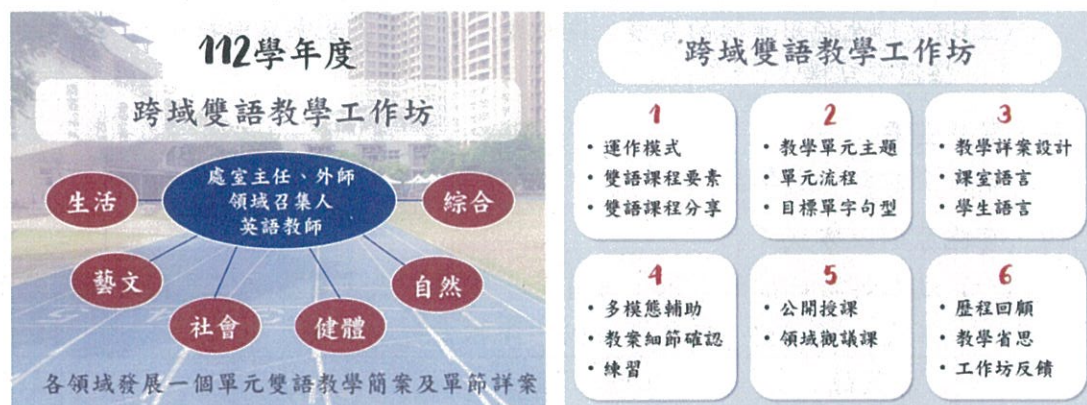 112學年度
跨域雙語教學工作坊
處室主任、外師
領域召集人
英語教師
生活
綜合
藝文
自然
社會
健體
各領域發展一個單元雙語教學簡案及單節詳案
跨域雙語教學工作坊
1
• 運作模式
• 雙語課程要素
• 雙語課程分享
2
• 教學單元主題
• 單元流程
• 目標單字句型
3
• 教學詳案設計
• 課室語言
• 學生語言
4
• 多模態輔助
• 教案細節確認
• 練習
5
• 公開授課
• 領域觀議課
6
• 歷程回顧
• 教學省思
• 工作坊反饋